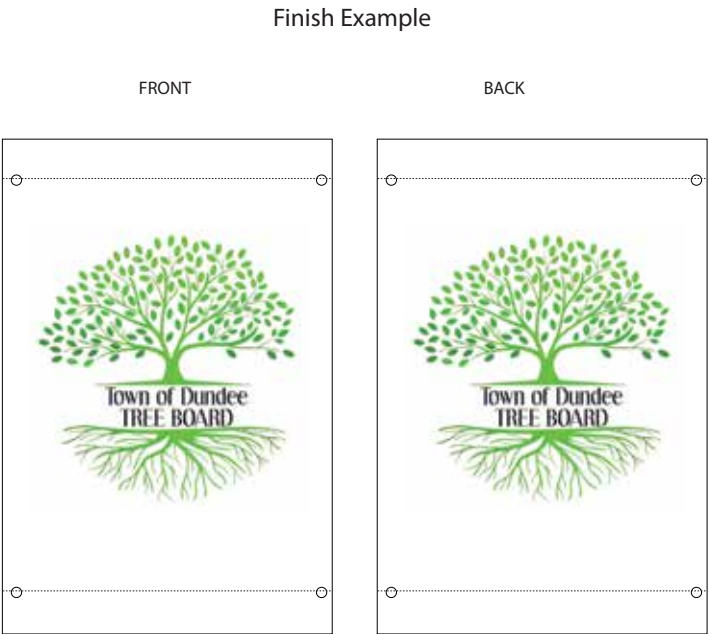 Finish Example
FRONT
BACK
Town of Dundee
TREE BOARD
Town of Dundee
TREE BOARD